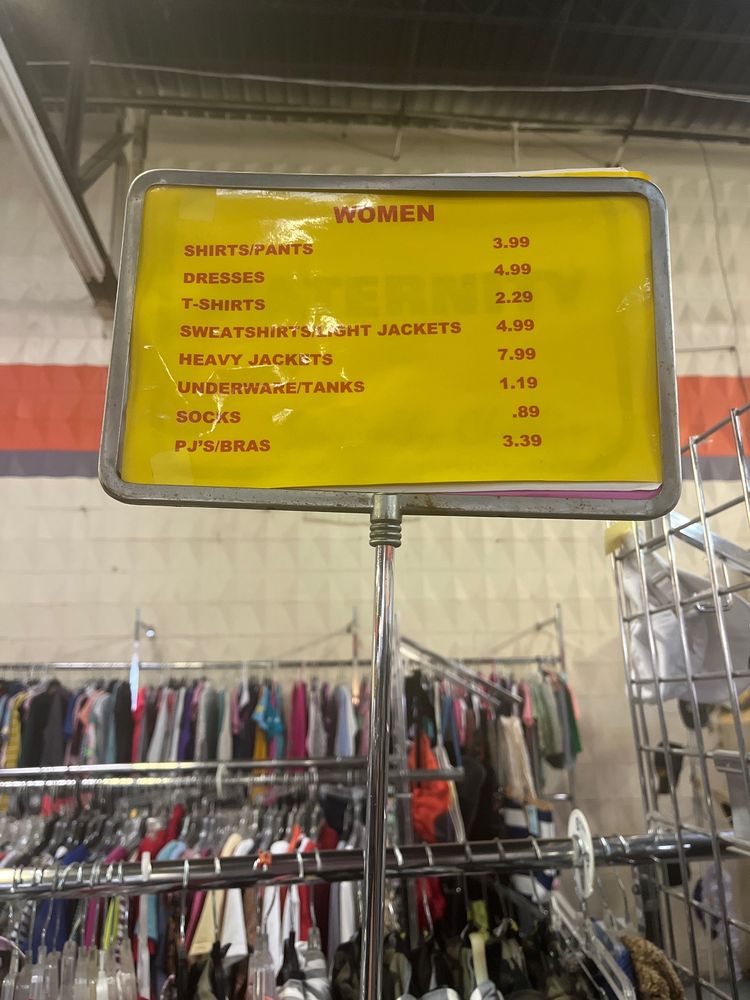 WOMEN
SHIRTS/PANTS 3.99
DRESSES 4.99
T-SHIRTS 2.29
SWEATSHIRTS/LIGHT JACKETS 4.99
HEAVY JACKETS 7.99
UNDERWARE/TANKS 1.19
SOCKS .89
PJ'S/BRAS 3.39